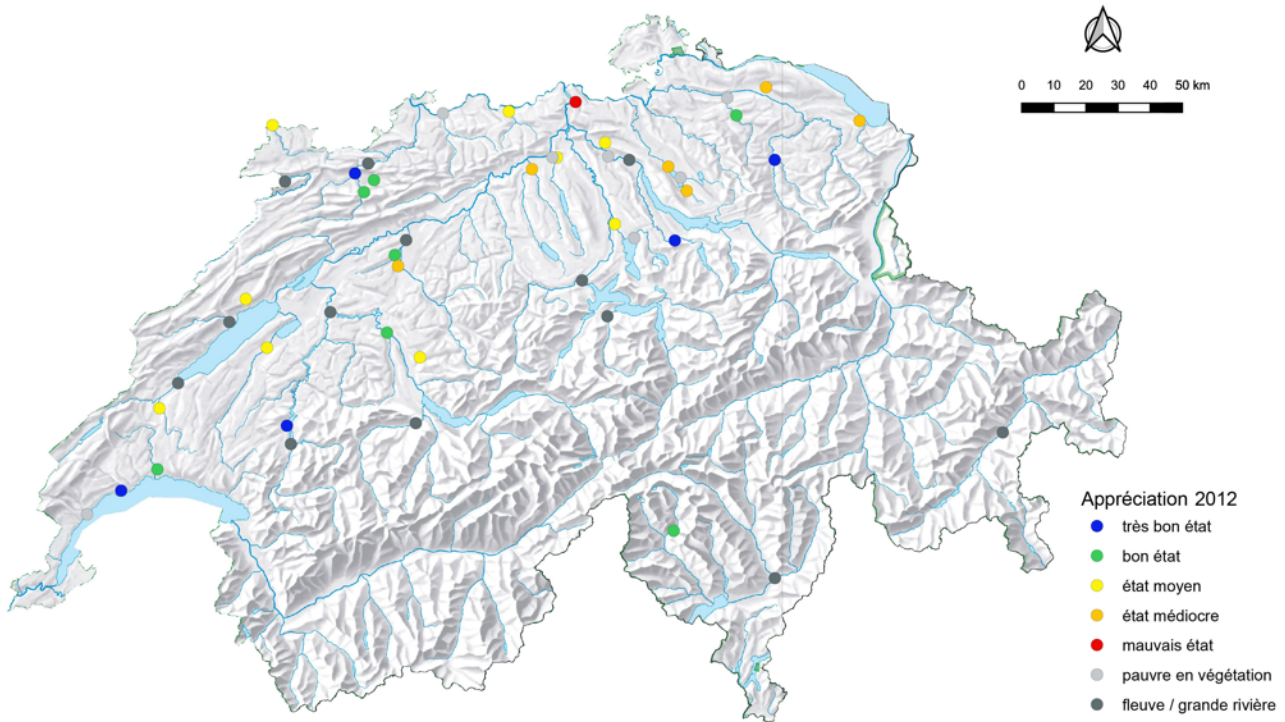 0 10 20 30 40 50 km
Appréciation 2012
très bon état
bon état
état moyen
état médiocre
mauvais état
pauvre en végétation
fleuve / grande rivière